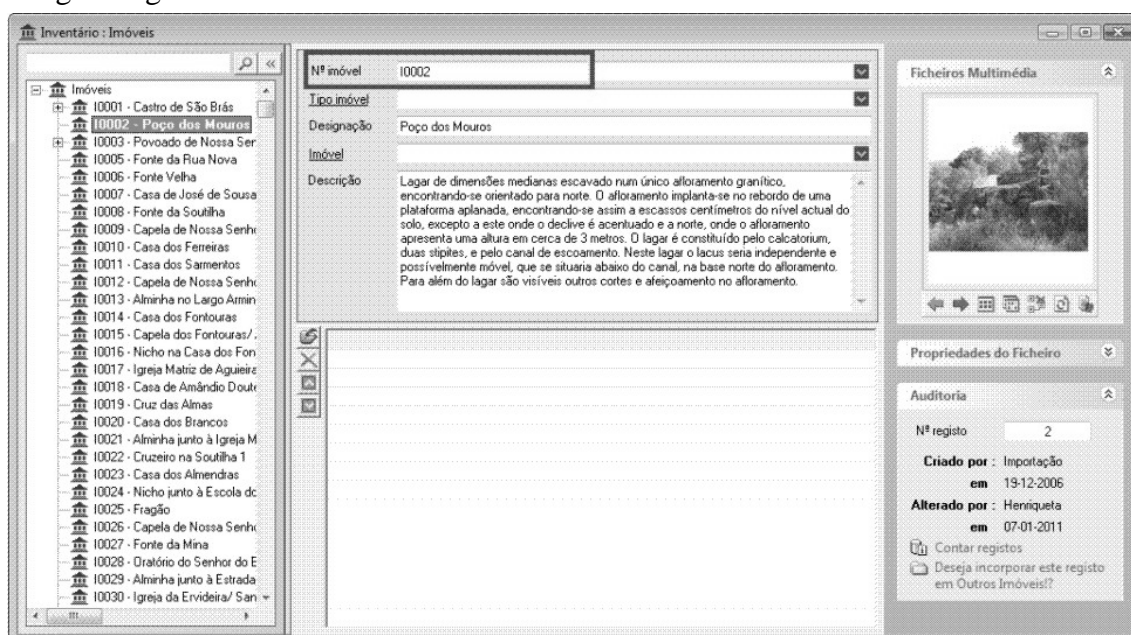 Inventário : Imóveis
Imóveis
I0001 - Castro de São Brás
I0002 - Poço dos Mouros
I0003 - Povoado de Nossa Ser
I0005 - Fonte da Rua Nova
I0006 - Fonte Velha
I0007 - Casa de José de Sousa
I0008 - Fonte da Soutilha
I0009 - Capela de Nossa Senh
I0010 - Casa dos Ferreiras
I0011 - Casa dos Sarmentos
I0012 - Capela de Nossa Senh
I0013 - Alminha no Largo Armin
I0014 - Casa dos Fontouras
I0015 - Capela dos Fontouras/
I0016 - Nicho na Casa dos Fon
I0017 - Igreja Matriz de Aguieira
I0018 - Casa de Amândio Doute
I0019 - Cruz das Almas
I0020 - Casa dos Brancos
I0021 - Alminha junto à Igreja M
I0022 - Cruzeiro na Soutilha 1
I0023 - Casa dos Almendras
I0024 - Nicho junto à Escola do
I0025 - Fragão
I0026 - Capela de Nossa Senh
I0027 - Fonte da Mina
I0028 - Oratório do Senhor do E
I0029 - Alminha junto à Estrada
I0030 - Igreja da Ervideira/ San
Nº imóvel I0002
Tipo imóvel
Designação Poço dos Mouros
Imóvel
Descrição Lagar de dimensões medianas escavado num único afloramento granítico,
encontrando-se orientado para norte. O afloramento implanta-se no rebordo de uma
plataforma aplanada, encontrando-se assim a escassos centímetros do nível actual do
solo, excepto a este onde o declive é acentuado e a norte, onde o afloramento
apresenta uma altura em cerca de 3 metros. O lagar é constituído pelo calcatorium,
duas stipites, e pelo canal de escoamento. Neste lagar o lacus seria independente e
possívelmente móvel, que se situaria abaixo do canal, na base norte do afloramento.
Para além do lagar são visíveis outros cortes e afeiçoamento no afloramento.
Ficheiros Multimédia
Propriedades do Ficheiro
Auditoria
Nº registo 2
Criado por : Importação
em 19-12-2006
Alterado por : Henriqueta
em 07-01-2011
Contar registos
Deseja incorporar este registo
em Outros Imóveis!?